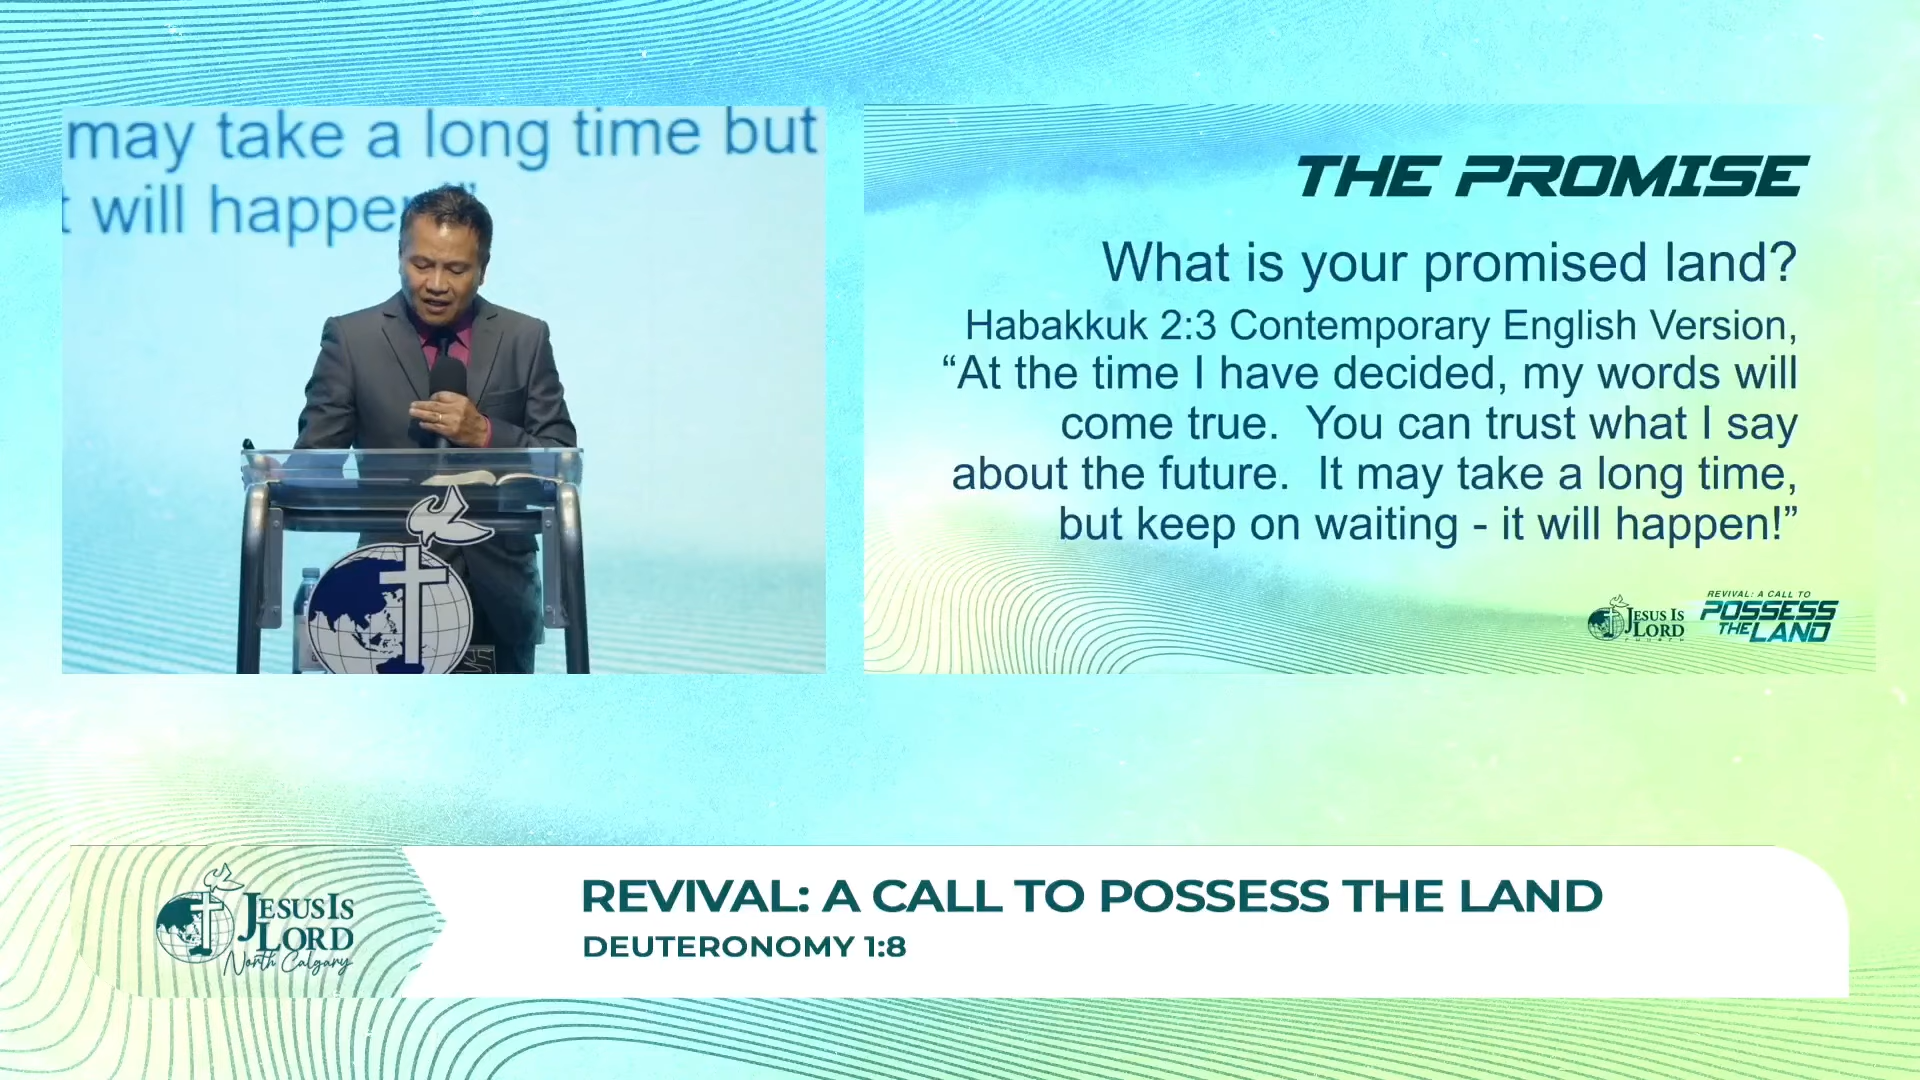 may take a long time but
t will happen!”
THE PROMISE
What is your promised land?
Habakkuk 2:3 Contemporary English Version,
“At the time I have decided, my words will
come true.  You can trust what I say
about the future.  It may take a long time,
but keep on waiting - it will happen!”
JESUS IS
LORD
CHURCH
REVIVAL: A CALL TO
POSSESS
THE LAND
JESUS IS
LORD
North Calgary
REVIVAL: A CALL TO POSSESS THE LAND
DEUTERONOMY 1:8